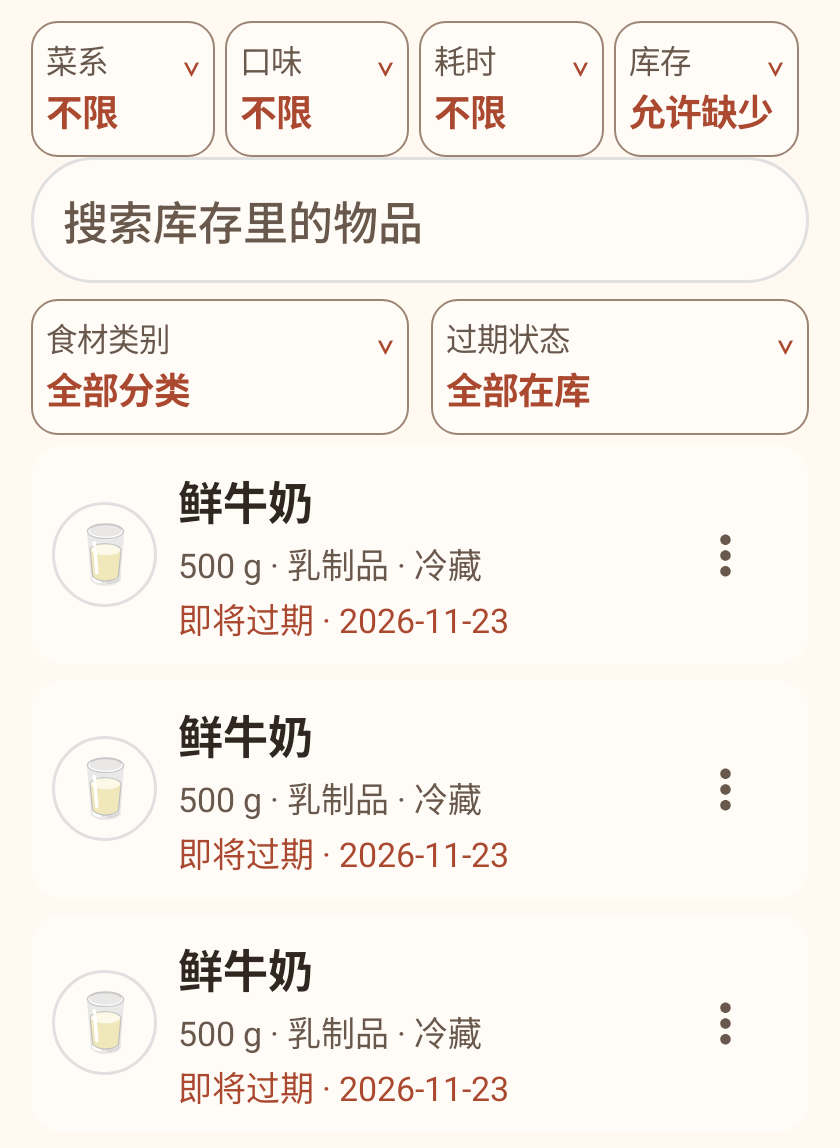 菜系 口味 耗时 库存
不限 不限 不限 允许缺少
搜索库存里的物品
食材类别 过期状态
全部分类 全部在库
鲜牛奶
500 g · 乳制品 · 冷藏
即将过期 · 2026-11-23
鲜牛奶
500 g · 乳制品 · 冷藏
即将过期 · 2026-11-23
鲜牛奶
500 g · 乳制品 · 冷藏
即将过期 · 2026-11-23